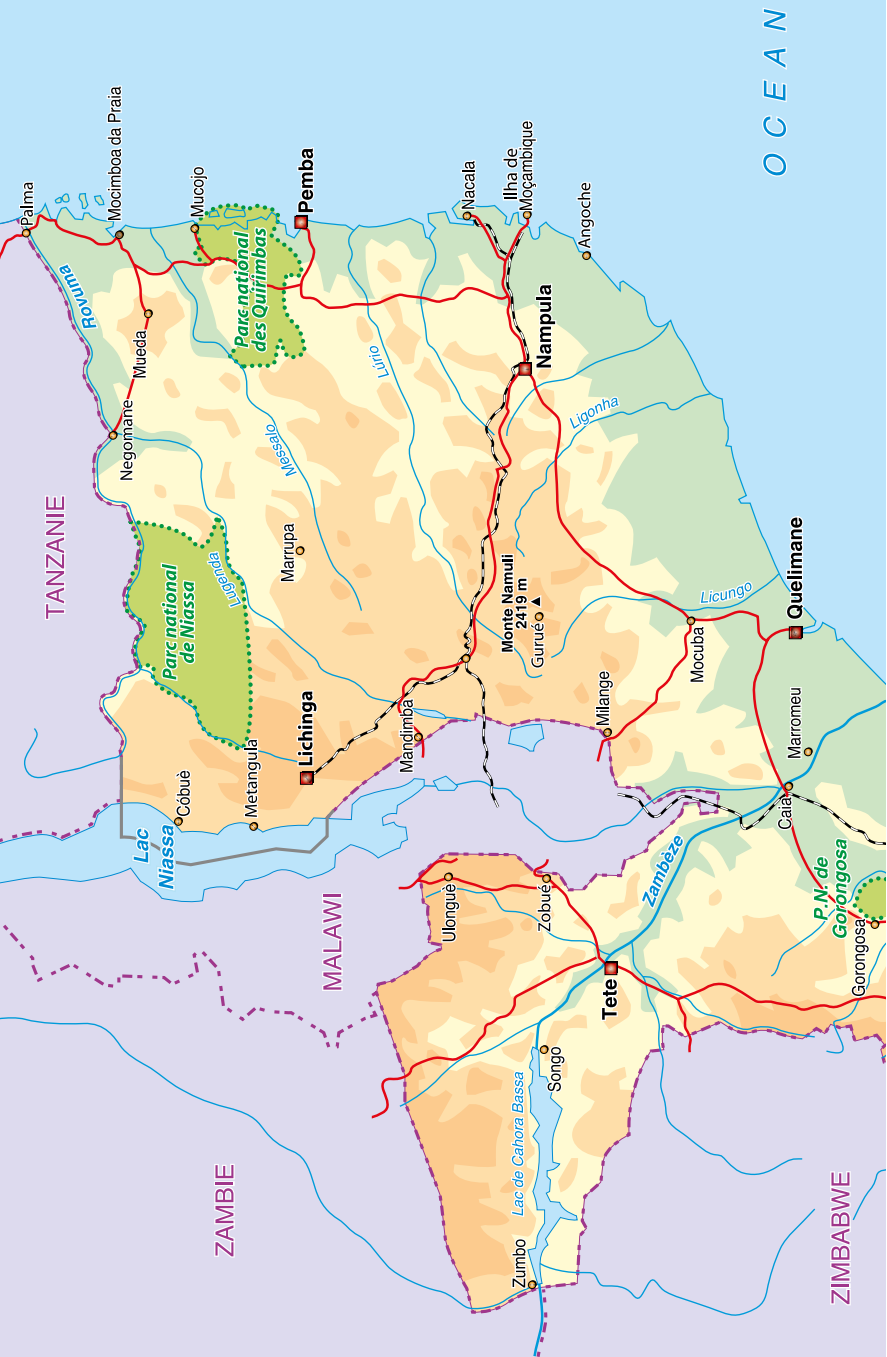 Palma
TANZANIE
Rovuma
Mocimboa da Praia
Negomane
Mueda
Lac
Niassa
Parc national
de Niassa
Cóbuè
Mucojo
Lugenda
ZAMBIE
Parc national
des Quirimbas
Metangula
Messalo
Marrupa
Lichinga
Pemba
MALAWI
Lúrio
Mandimba
Ulonguè
Nacala
Monte Namuli
2419 m
Gurué
Ilha de
Moçambique
Zumbo
Lac de Cahora Bassa
Zobué
Nampula
Songo
Angoche
Ligonha
Milange
Tete
Zambèze
Mocuba
Licungo
OCEAN
Caia
Marromeu
Quelimane
P.N. de
Gorongosa
Gorongosa
ZIMBABWE